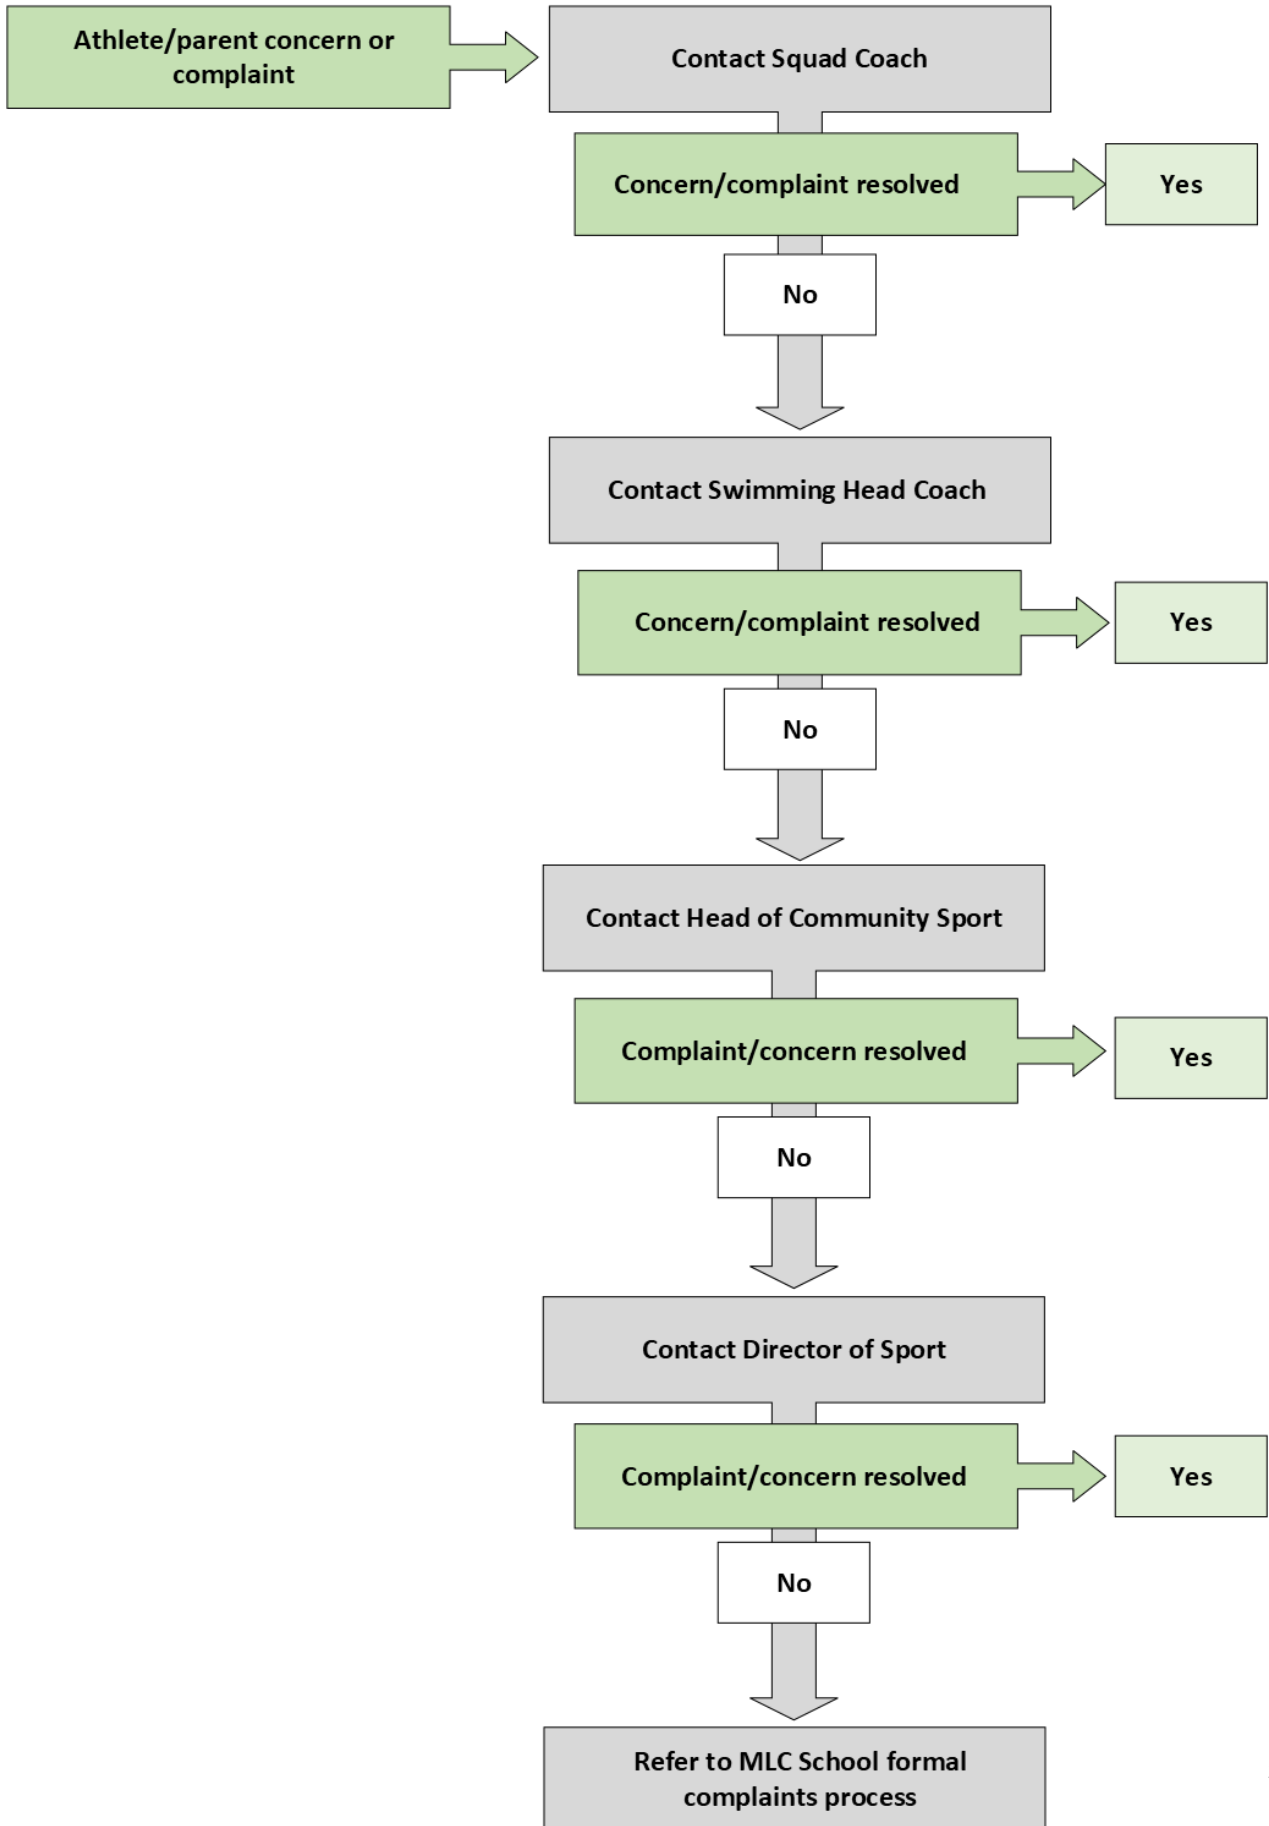 Athlete/parent concern or
complaint
Contact Squad Coach
Concern/complaint resolved
Yes
No
Contact Swimming Head Coach
Concern/complaint resolved
Yes
No
Contact Head of Community Sport
Complaint/concern resolved
Yes
No
Contact Director of Sport
Complaint/concern resolved
Yes
No
Refer to MLC School formal
complaints process